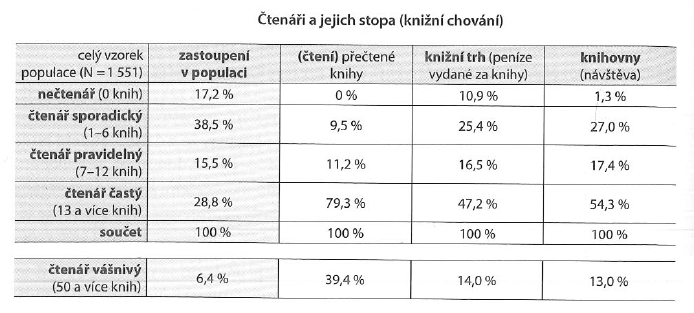 Čtenáři a jejich stopa (knižní chování)
celý vzorek populace (N = 1 551) | zastoupení v populaci | (čtení) přečtené knihy | knižní trh (peníze vydané za knihy) | knihovny (návštěva)
nečtenář (0 knih) | 17,2 % | 0 % | 10,9 % | 1,3 %
čtenář sporadický (1–6 knih) | 38,5 % | 9,5 % | 25,4 % | 27,0 %
čtenář pravidelný (7–12 knih) | 15,5 % | 11,2 % | 16,5 % | 17,4 %
čtenář častý (13 a více knih) | 28,8 % | 79,3 % | 47,2 % | 54,3 %
součet | 100 % | 100 % | 100 % | 100 %
čtenář vášnivý (50 a více knih) | 6,4 % | 39,4 % | 14,0 % | 13,0 %